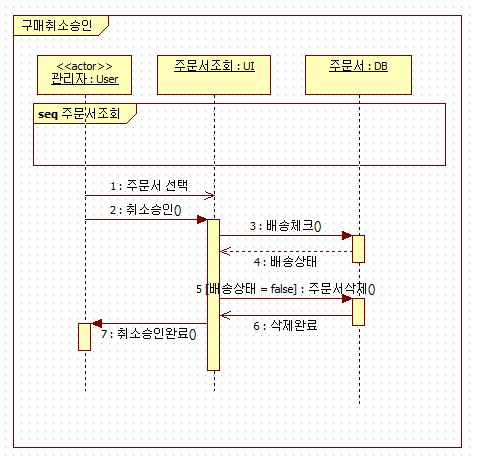 구매취소승인
<<actor>>
관리자 : User
주문서조회 : UI
주문서 : DB
seq 주문서조회
1 : 주문서 선택
2 : 취소승인()
3 : 배송체크()
4 : 배송상태
5 [배송상태 = false] : 주문서삭제()
6 : 삭제완료
7 : 취소승인완료()